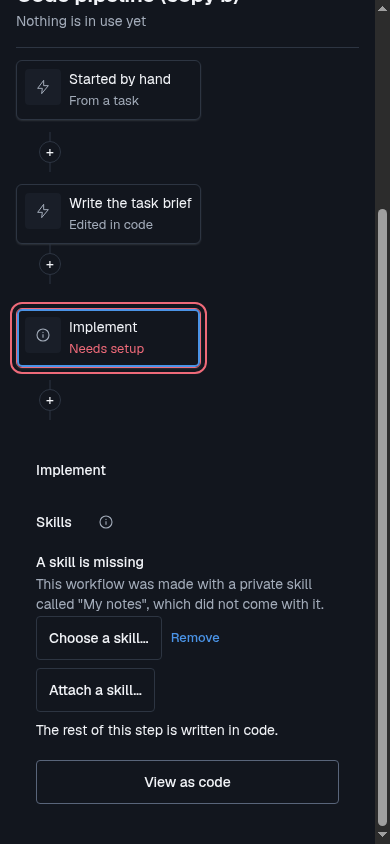 Code pipeline (copy b)
Nothing is in use yet
Started by hand
From a task
+
Write the task brief
Edited in code
+
Implement
Needs setup
+
Implement
Skills
A skill is missing
This workflow was made with a private skill
called "My notes", which did not come with it.
Choose a skill...
Remove
Attach a skill...
The rest of this step is written in code.
View as code